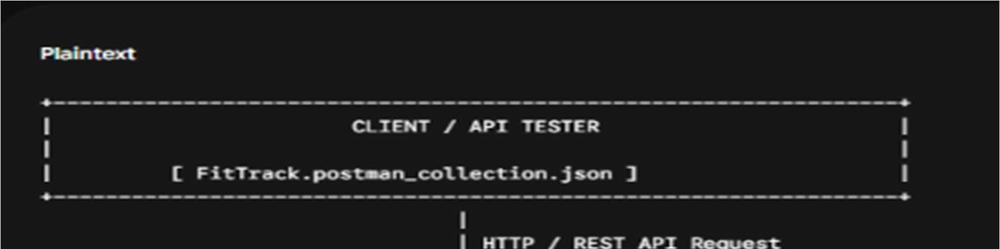 Plaintext
+------------------------------------------------------------------+
| CLIENT / API TESTER |
| |
| [ FitTrack.postman_collection.json ] |
+------------------------------------------------------------------+
|
| HTTP / REST API Request